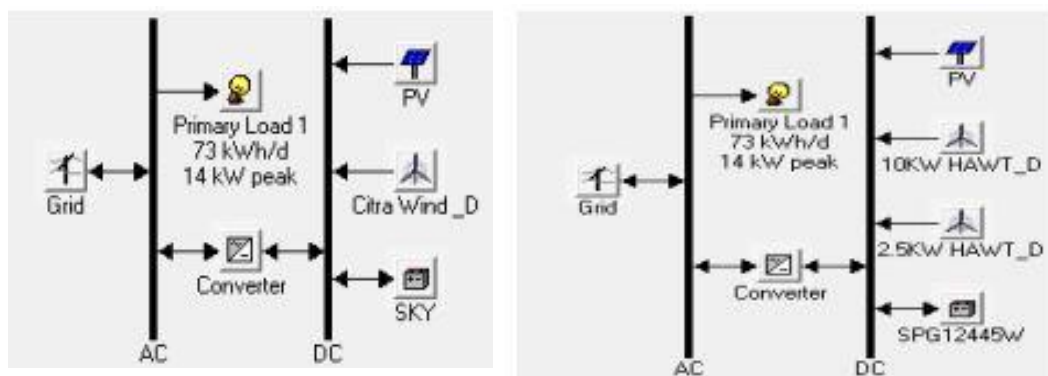 PV
Primary Load 1
73 kWh/d
14 kW peak
Grid
Citra Wind _D
Converter
SKY
AC
DC
PV
Primary Load 1
73 kWh/d
14 kW peak
10KW HAWT_D
Grid
2.5KW HAWT_D
Converter
SPG12445W
AC
DC